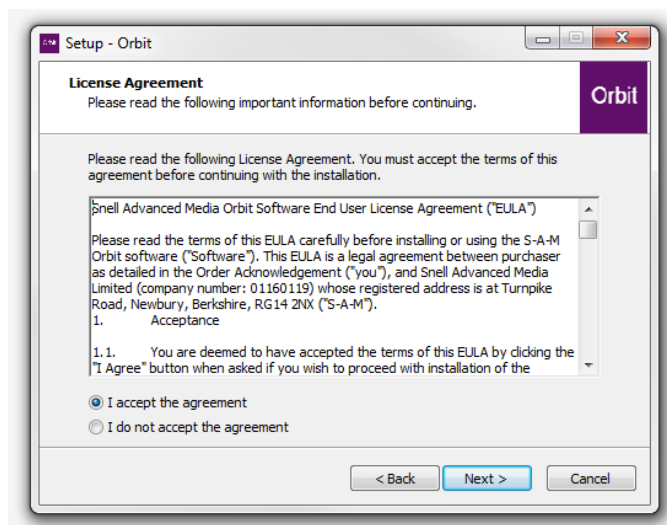 Setup - Orbit
License Agreement
Please read the following important information before continuing.
Orbit
Please read the following License Agreement. You must accept the terms of this
agreement before continuing with the installation.
Snell Advanced Media Orbit Software End User License Agreement ("EULA")
Please read the terms of this EULA carefully before installing or using the S-A-M
Orbit software ("Software"). This EULA is a legal agreement between purchaser
as detailed in the Order Acknowledgement ("you"), and Snell Advanced Media
Limited (company number: 01160119) whose registered address is at Turnpike
Road, Newbury, Berkshire, RG14 2NX ("S-A-M").
1. Acceptance
1.1. You are deemed to have accepted the terms of this EULA by clicking the
"I Agree" button when asked if you wish to proceed with installation of the
I accept the agreement
I do not accept the agreement
< Back Next > Cancel